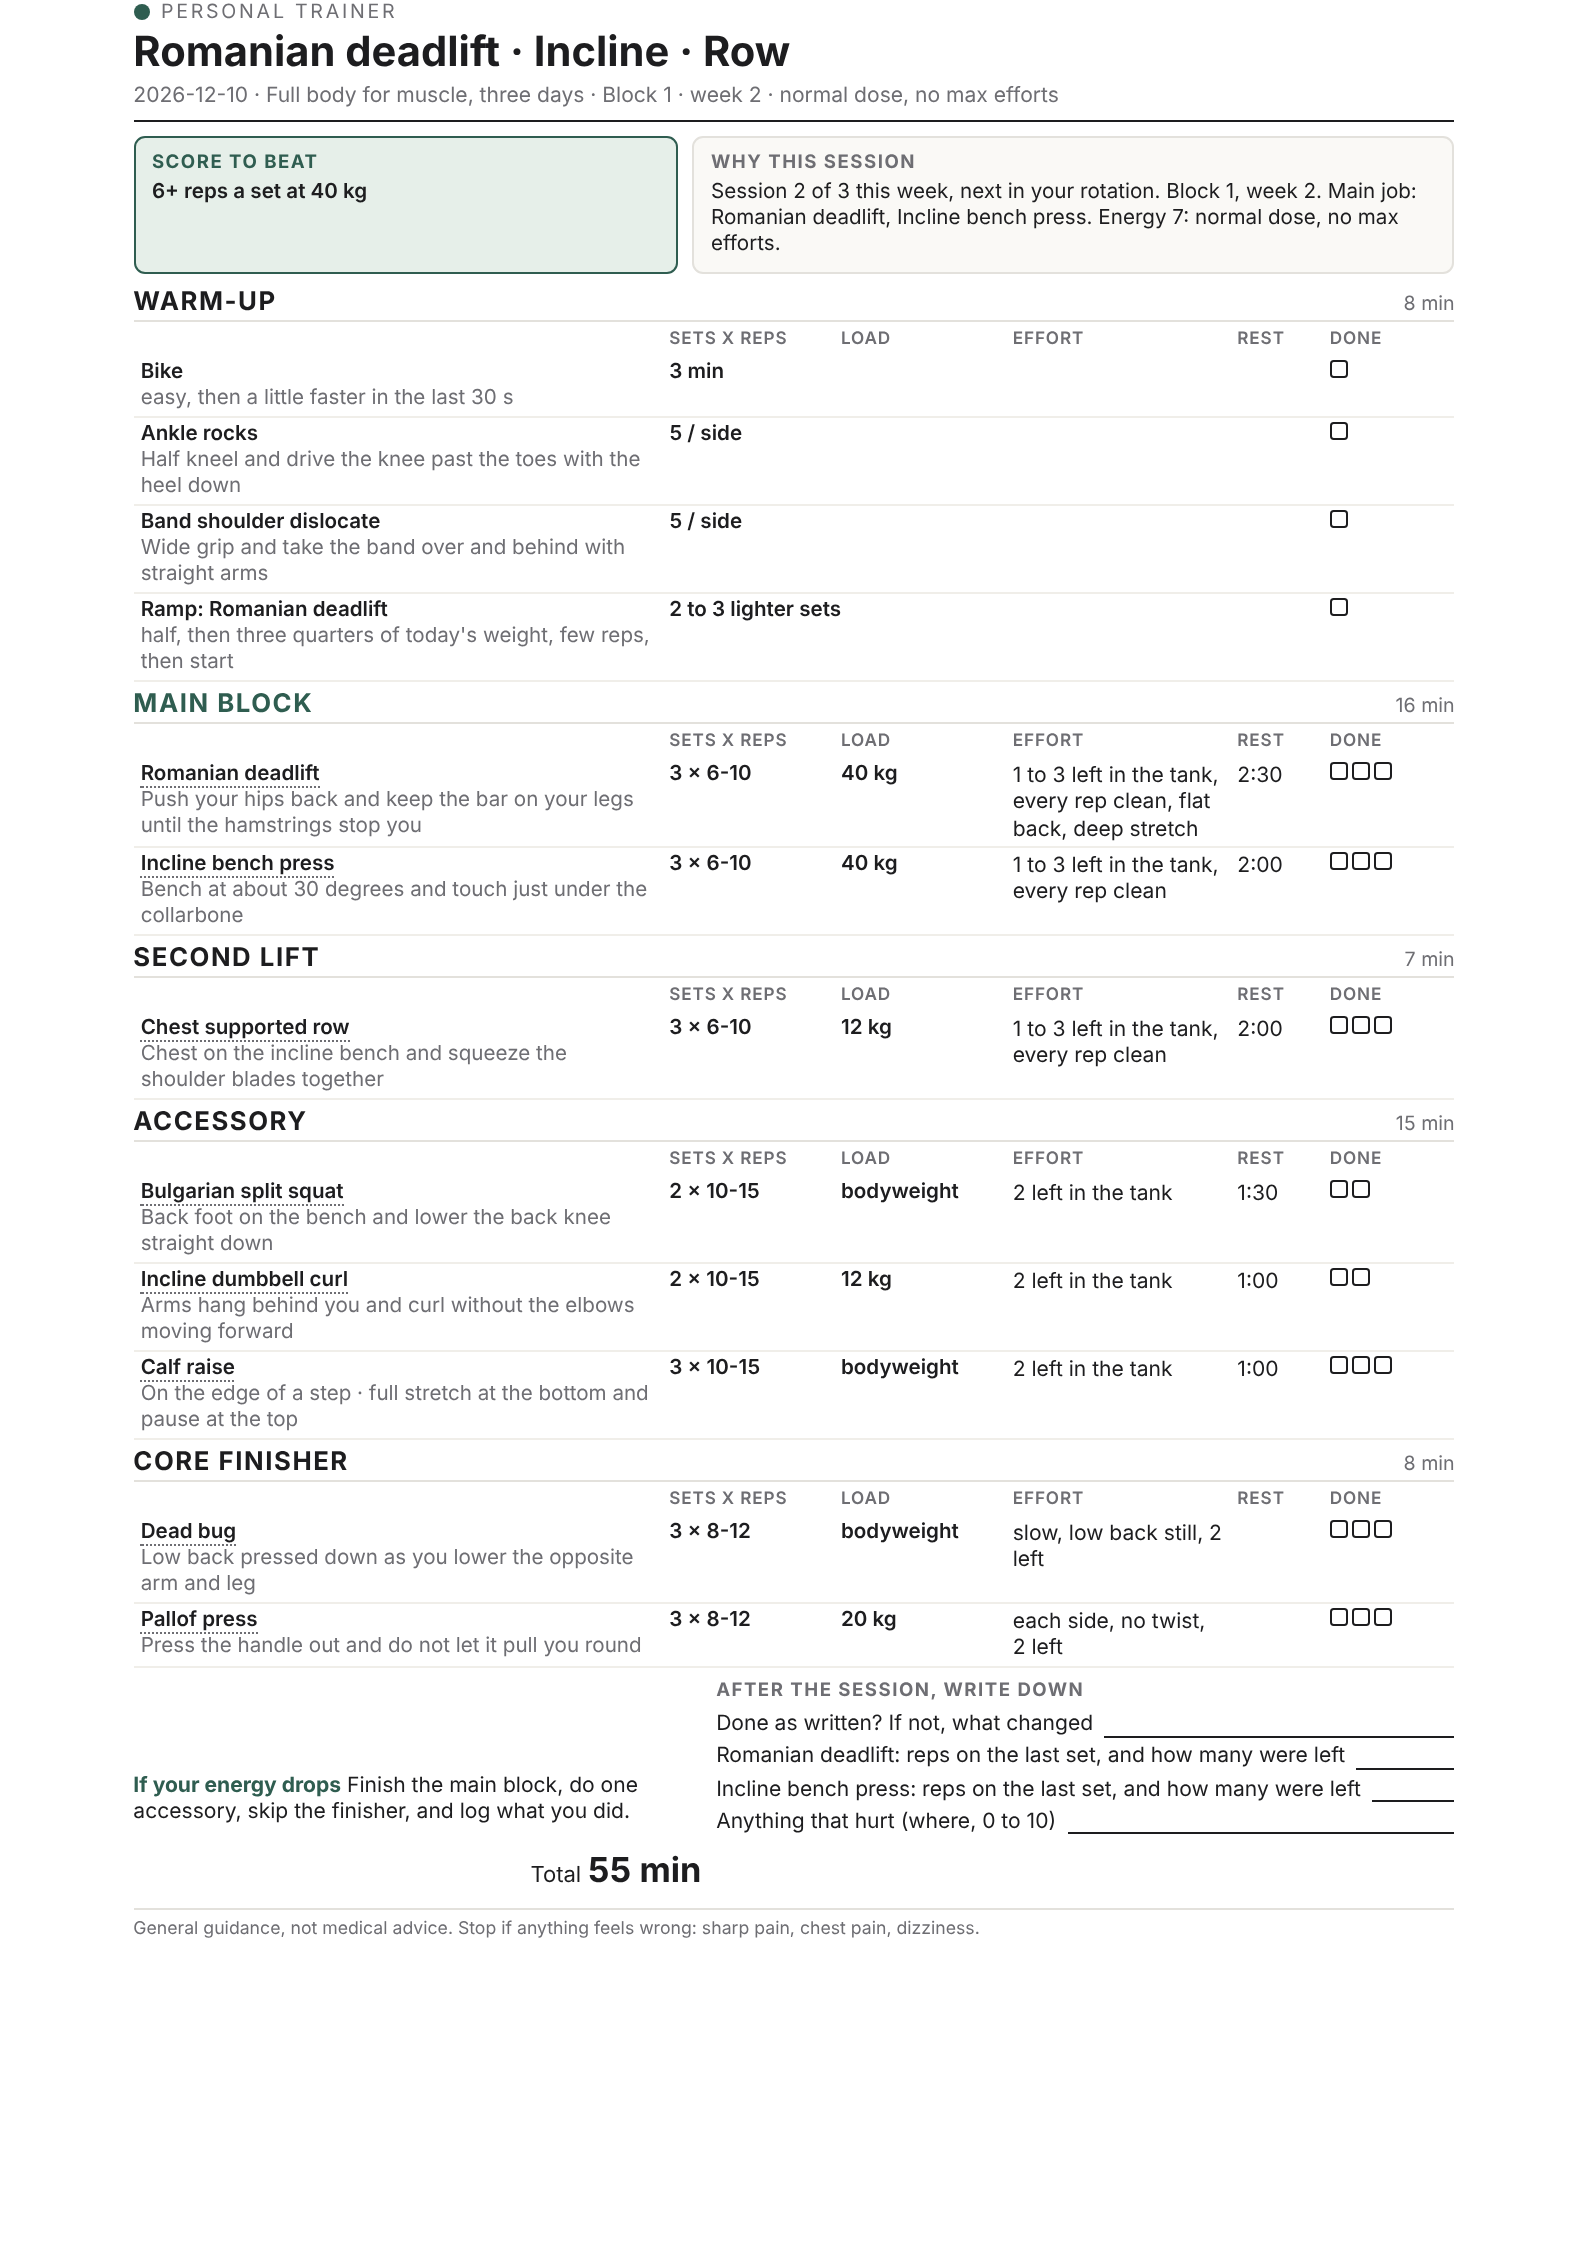 PERSONAL TRAINER
Romanian deadlift · Incline · Row
2026-12-10 · Full body for muscle, three days · Block 1 · week 2 · normal dose, no max efforts
SCORE TO BEAT
6+ reps a set at 40 kg
WHY THIS SESSION
Session 2 of 3 this week, next in your rotation. Block 1, week 2. Main job:
Romanian deadlift, Incline bench press. Energy 7: normal dose, no max
efforts.
WARM-UP 8 min
SETS X REPS LOAD EFFORT REST DONE
Bike 3 min
easy, then a little faster in the last 30 s
Ankle rocks 5 / side
Half kneel and drive the knee past the toes with the
heel down
Band shoulder dislocate 5 / side
Wide grip and take the band over and behind with
straight arms
Ramp: Romanian deadlift 2 to 3 lighter sets
half, then three quarters of today's weight, few reps,
then start
MAIN BLOCK 16 min
SETS X REPS LOAD EFFORT REST DONE
Romanian deadlift 3 × 6-10 40 kg 1 to 3 left in the tank, 2:30
Push your hips back and keep the bar on your legs every rep clean, flat
until the hamstrings stop you back, deep stretch
Incline bench press 3 × 6-10 40 kg 1 to 3 left in the tank, 2:00
Bench at about 30 degrees and touch just under the every rep clean
collarbone
SECOND LIFT 7 min
SETS X REPS LOAD EFFORT REST DONE
Chest supported row 3 × 6-10 12 kg 1 to 3 left in the tank, 2:00
Chest on the incline bench and squeeze the every rep clean
shoulder blades together
ACCESSORY 15 min
SETS X REPS LOAD EFFORT REST DONE
Bulgarian split squat 2 × 10-15 bodyweight 2 left in the tank 1:30
Back foot on the bench and lower the back knee
straight down
Incline dumbbell curl 2 × 10-15 12 kg 2 left in the tank 1:00
Arms hang behind you and curl without the elbows
moving forward
Calf raise 3 × 10-15 bodyweight 2 left in the tank 1:00
On the edge of a step · full stretch at the bottom and
pause at the top
CORE FINISHER 8 min
SETS X REPS LOAD EFFORT REST DONE
Dead bug 3 × 8-12 bodyweight slow, low back still, 2
Low back pressed down as you lower the opposite left
arm and leg
Pallof press 3 × 8-12 20 kg each side, no twist,
Press the handle out and do not let it pull you round 2 left
AFTER THE SESSION, WRITE DOWN
Done as written? If not, what changed
Romanian deadlift: reps on the last set, and how many were left
Incline bench press: reps on the last set, and how many were left
Anything that hurt (where, 0 to 10)
If your energy drops Finish the main block, do one
accessory, skip the finisher, and log what you did.
Total 55 min
General guidance, not medical advice. Stop if anything feels wrong: sharp pain, chest pain, dizziness.